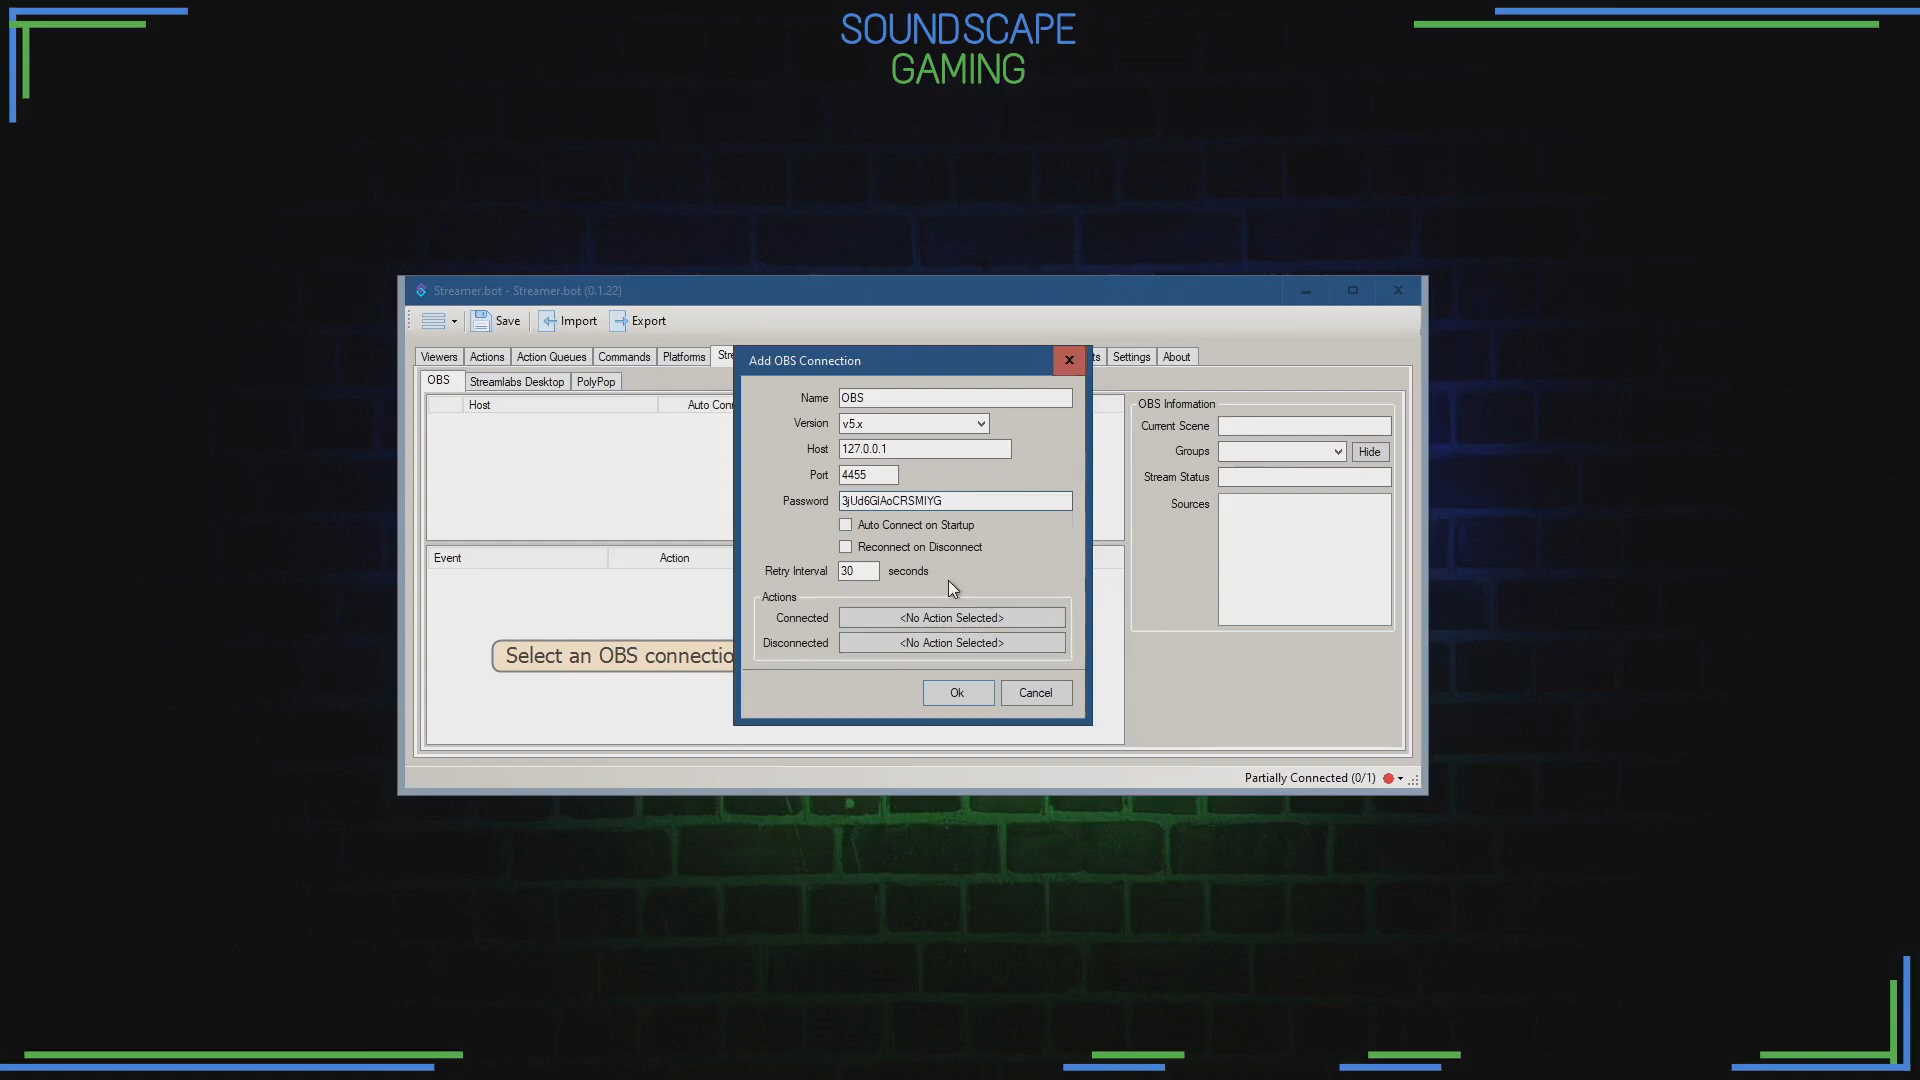 SOUNDSCAPE
GAMING
Streamer.bot - Streamer.bot (0.1.22)
Save
Import
Export
Viewers
Actions
Action Queues
Commands
Platforms
Settings
About
OBS
Streamlabs Desktop
PolyPop
Host
Event
Action
Select an OBS
Add OBS Connection
Name
OBS
Version
v5.x
Host
127.0.0.1
Port
4455
Password
Auto Connect on Startup
Reconnect on Disconnect
Retry Interval
30
seconds
Actions
Connected
<No Action Selected>
Disconnected
<No Action Selected>
Ok
Cancel
OBS Information
Current Scene
Groups
Hide
Stream Status
Sources
Partially Connected (0/1)